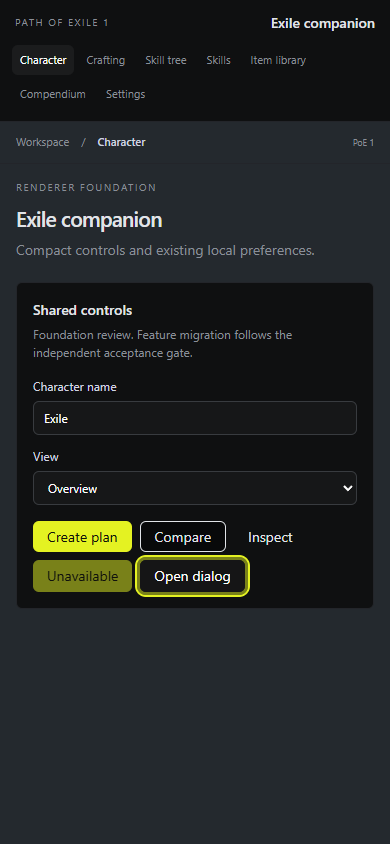 PATH OF EXILE 1
Exile companion
Character Crafting Skill tree Skills Item library
Compendium Settings
Workspace / Character
PoE 1
RENDERER FOUNDATION
Exile companion
Compact controls and existing local preferences.
Shared controls
Foundation review. Feature migration follows the
independent acceptance gate.
Character name
Exile
View
Overview
Create plan Compare Inspect
Unavailable Open dialog